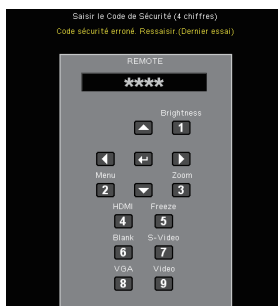 Saisir le Code de Sécurité (4 chiffres)
Code sécurité erroné. Ressaisir.(Dernier essai)
REMOTE
****
Brightness
1
Menu
Zoom
2
3
HDMI Freeze
4 5
Blank S-Video
6 7
VGA Video
8 9